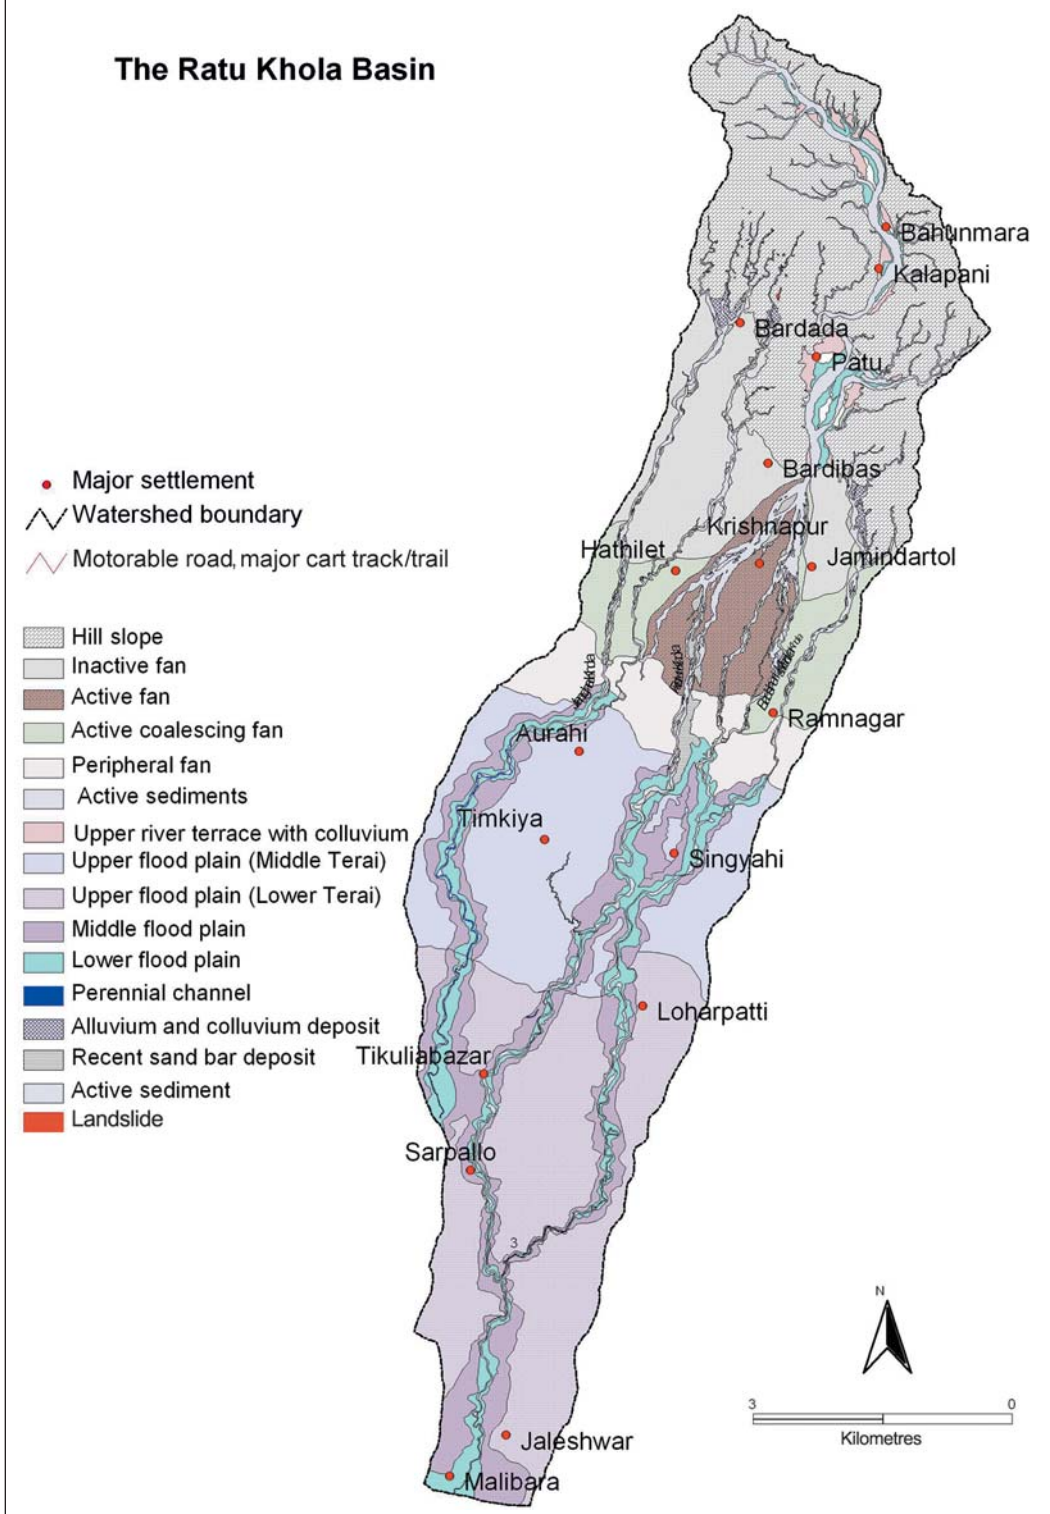 The Ratu Khola Basin
Bahunmara
Kalapani
Bardada
Patu
Bardibas
Krishnapur
Hathilet
Jamindartol
Ramnagar
Aurahi
Timkiya
Singyahi
Loharpatti
Tikuliabazar
Sarpallo
3
Jaleshwar
Malibara
Major settlement
Watershed boundary
Motorable road, major cart track/trail
Hill slope
Inactive fan
Active fan
Active coalescing fan
Peripheral fan
Active sediments
Upper river terrace with colluvium
Upper flood plain (Middle Terai)
Upper flood plain (Lower Terai)
Middle flood plain
Lower flood plain
Perennial channel
Alluvium and colluvium deposit
Recent sand bar deposit
Active sediment
Landslide
N
3 0
Kilometres